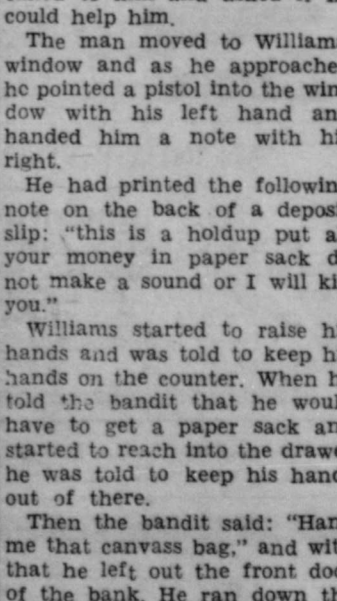 could help him.
The man moved to William
window and as he approache
he pointed a pistol into the win
dow with his left hand an
handed him a note with hi
right.
He had printed the followin
note on the back of a depos
slip: "this is a holdup put a
your money in paper sack d
not make a sound or I will ki
you."
Williams started to raise h
hands and was told to keep h
hands on the counter. When h
told the bandit that he woul
have to get a paper sack an
started to reach into the drawe
he was told to keep his hand
out of there.
Then the bandit said: "Han
me that canvass bag," and wit
that he left out the front doo
of the bank. He ran down th